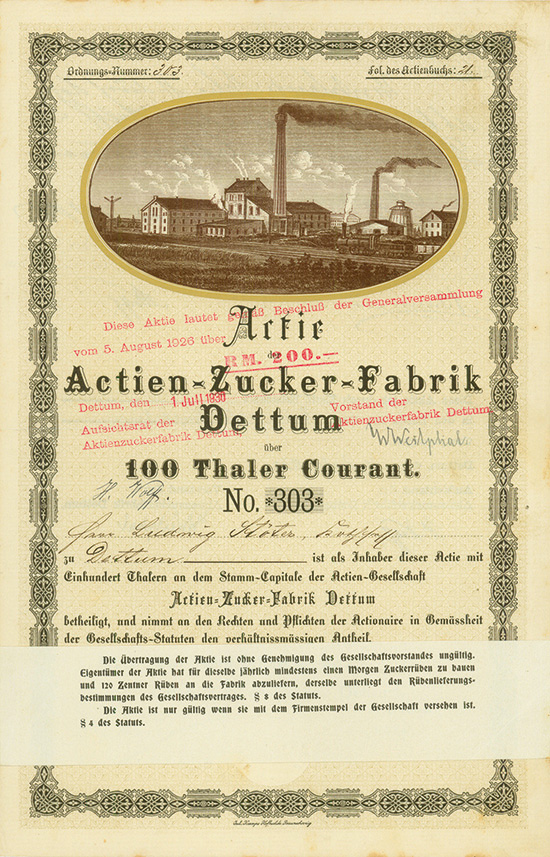 Ordnungs-Nummer: 303.
Fol. des Actienbuchs: 21.
Diese Aktie lautet gemäß Beschluß der Generalversammlung
vom 5. August 1926 über
RM. 200.—
Actie
der
Actien-Zucker-Fabrik
Dettum, den 1. Juli 1930
Dettum
Aufsichtsrat der
Aktienzuckerfabrik Dettum,
Vorstand der
Aktienzuckerfabrik Dettum
W Westphal
über
100 Thaler Courant.
H. Wolff.
No. *303*
Herr Ludwig Stöter,
zu Dettum ist als Inhaber dieser Actie mit
Einhundert Thalern an dem Stamm-Capitale der Actien-Gesellschaft
Actien-Zucker-Fabrik Dettum
betheiligt, und nimmt an den Rechten und Pflichten der Actionaire in Gemässheit
der Gesellschafts-Statuten den verhältnissmässigen Antheil.
Die Übertragung der Aktie ist ohne Genehmigung des Gesellschaftsvorstandes ungültig.
Eigentümer der Aktie hat für dieselbe jährlich mindestens einen Morgen Zuckerrüben zu bauen
und 120 Zentner Rüben an die Fabrik abzuliefern, derselbe unterliegt den Rübenlieferungs-
bestimmungen des Gesellschaftsvertrages. § 8 des Statuts.
Die Aktie ist nur gültig wenn sie mit dem Firmenstempel der Gesellschaft versehen ist.
§ 4 des Statuts.